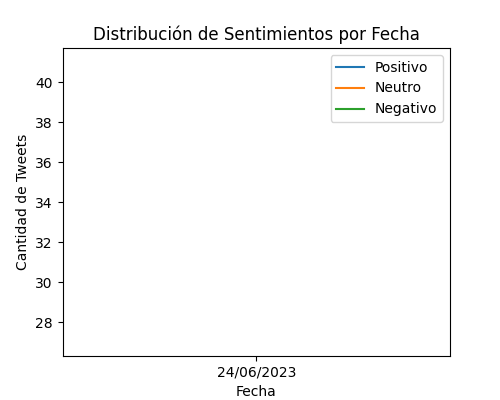 Distribución de Sentimientos por Fecha
Positivo
Neutro
Negativo
Cantidad de Tweets
40
38
36
34
32
30
28
24/06/2023
Fecha